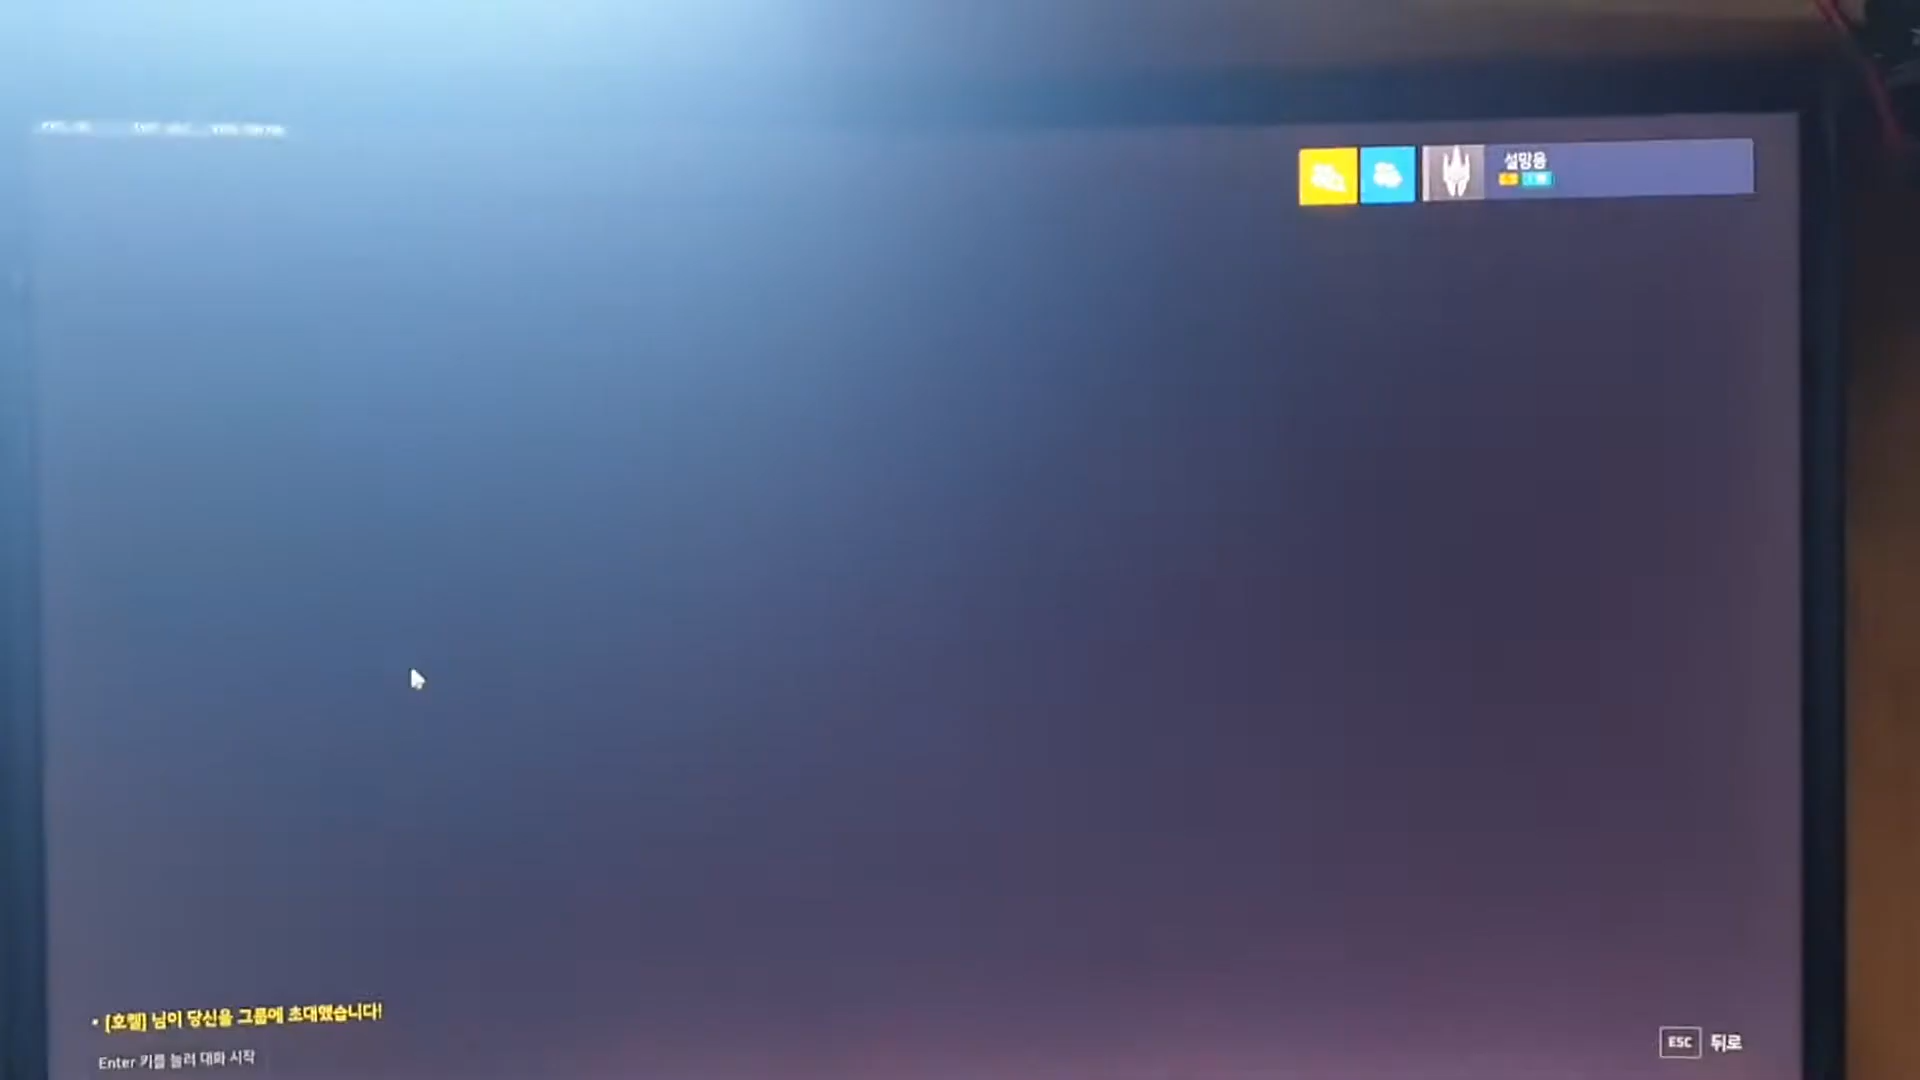 설망용
• [호렐] 님이 당신을 그룹에 초대했습니다!
Enter 키를 눌러 대화 시작
ESC 뒤로